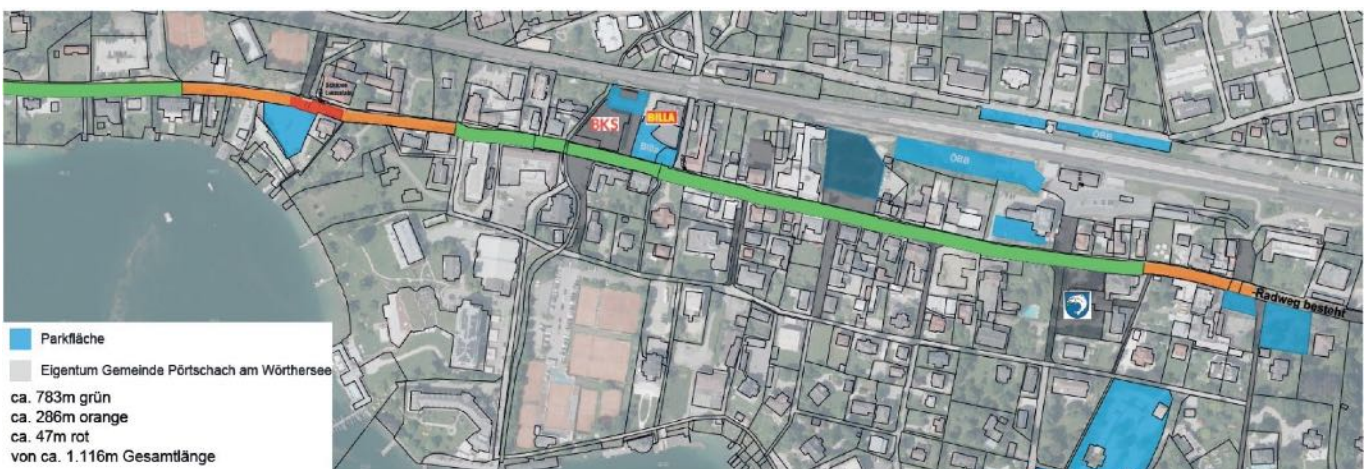 BKS
BILLA
Billa
ÖBB
ÖBB
Radweg besteht
Parkfläche
Eigentum Gemeinde Pörtschach am Wörthersee
ca. 783m grün
ca. 286m orange
ca. 47m rot
von ca. 1.116m Gesamtlänge